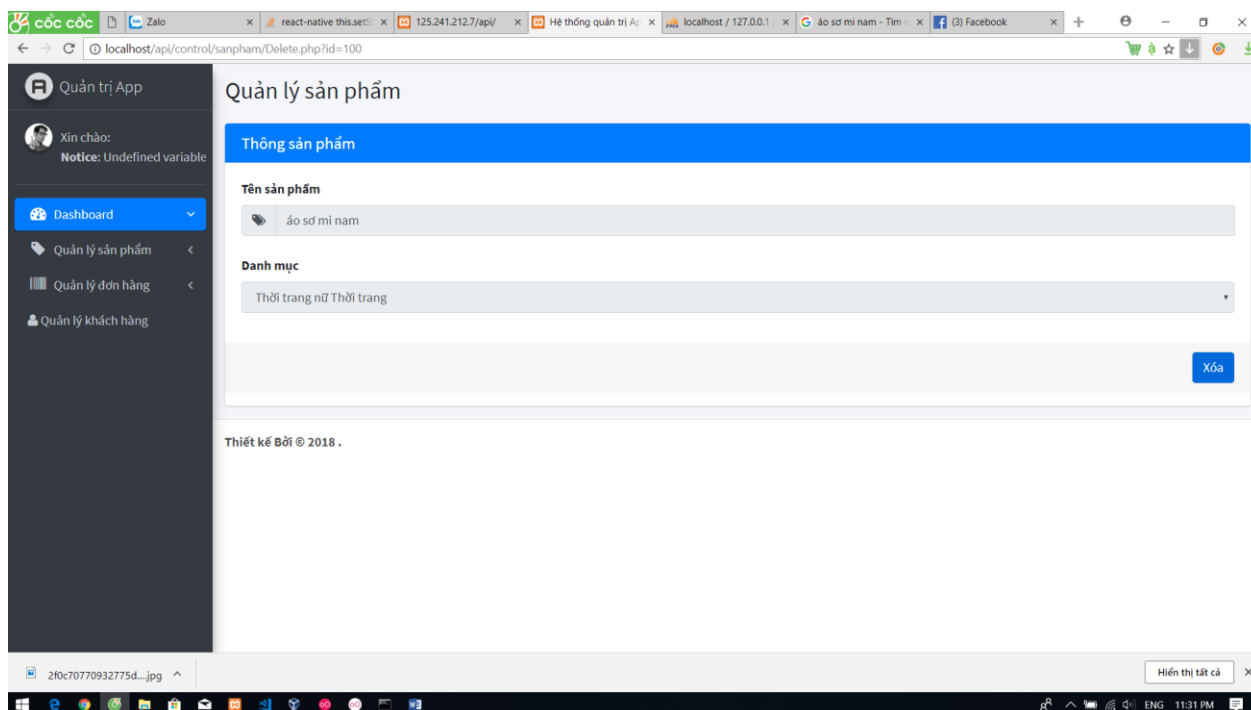 cốc cốc
Zalo
react-native this.setS
125.241.212.7/api/
Hệ thống quản trị Ap
localhost / 127.0.0.1 /
áo sơ mi nam - Tìm v
(3) Facebook
localhost/api/control/sanpham/Delete.php?id=100
Quản trị App
Xin chào:
Notice: Undefined variable
Dashboard
Quản lý sản phẩm
Quản lý đơn hàng
Quản lý khách hàng
Quản lý sản phẩm
Thông sản phẩm
Tên sản phẩm
áo sơ mi nam
Danh mục
Thời trang nữ Thời trang
Xóa
Thiết kế Bởi © 2018 .
2f0c70770932775d....jpg
Hiển thị tất cả
ENG 11:31 PM